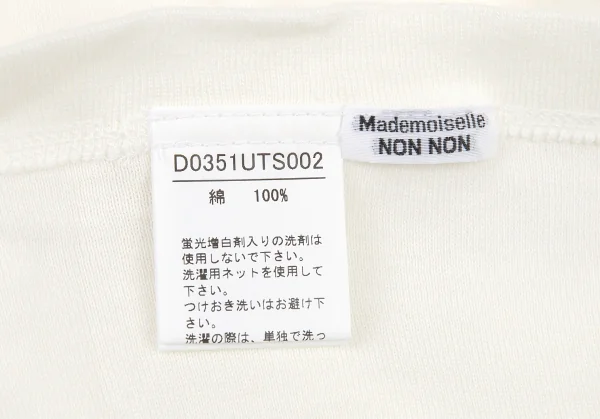 Mademoiselle
NON NON
D0351UTS002
綿 100%
蛍光増白剤入りの洗剤は
使用しないで下さい。
洗濯用ネットを使用して
下さい。
つけおき洗いはお避け下
さい。
洗濯の際は、単独で洗っ